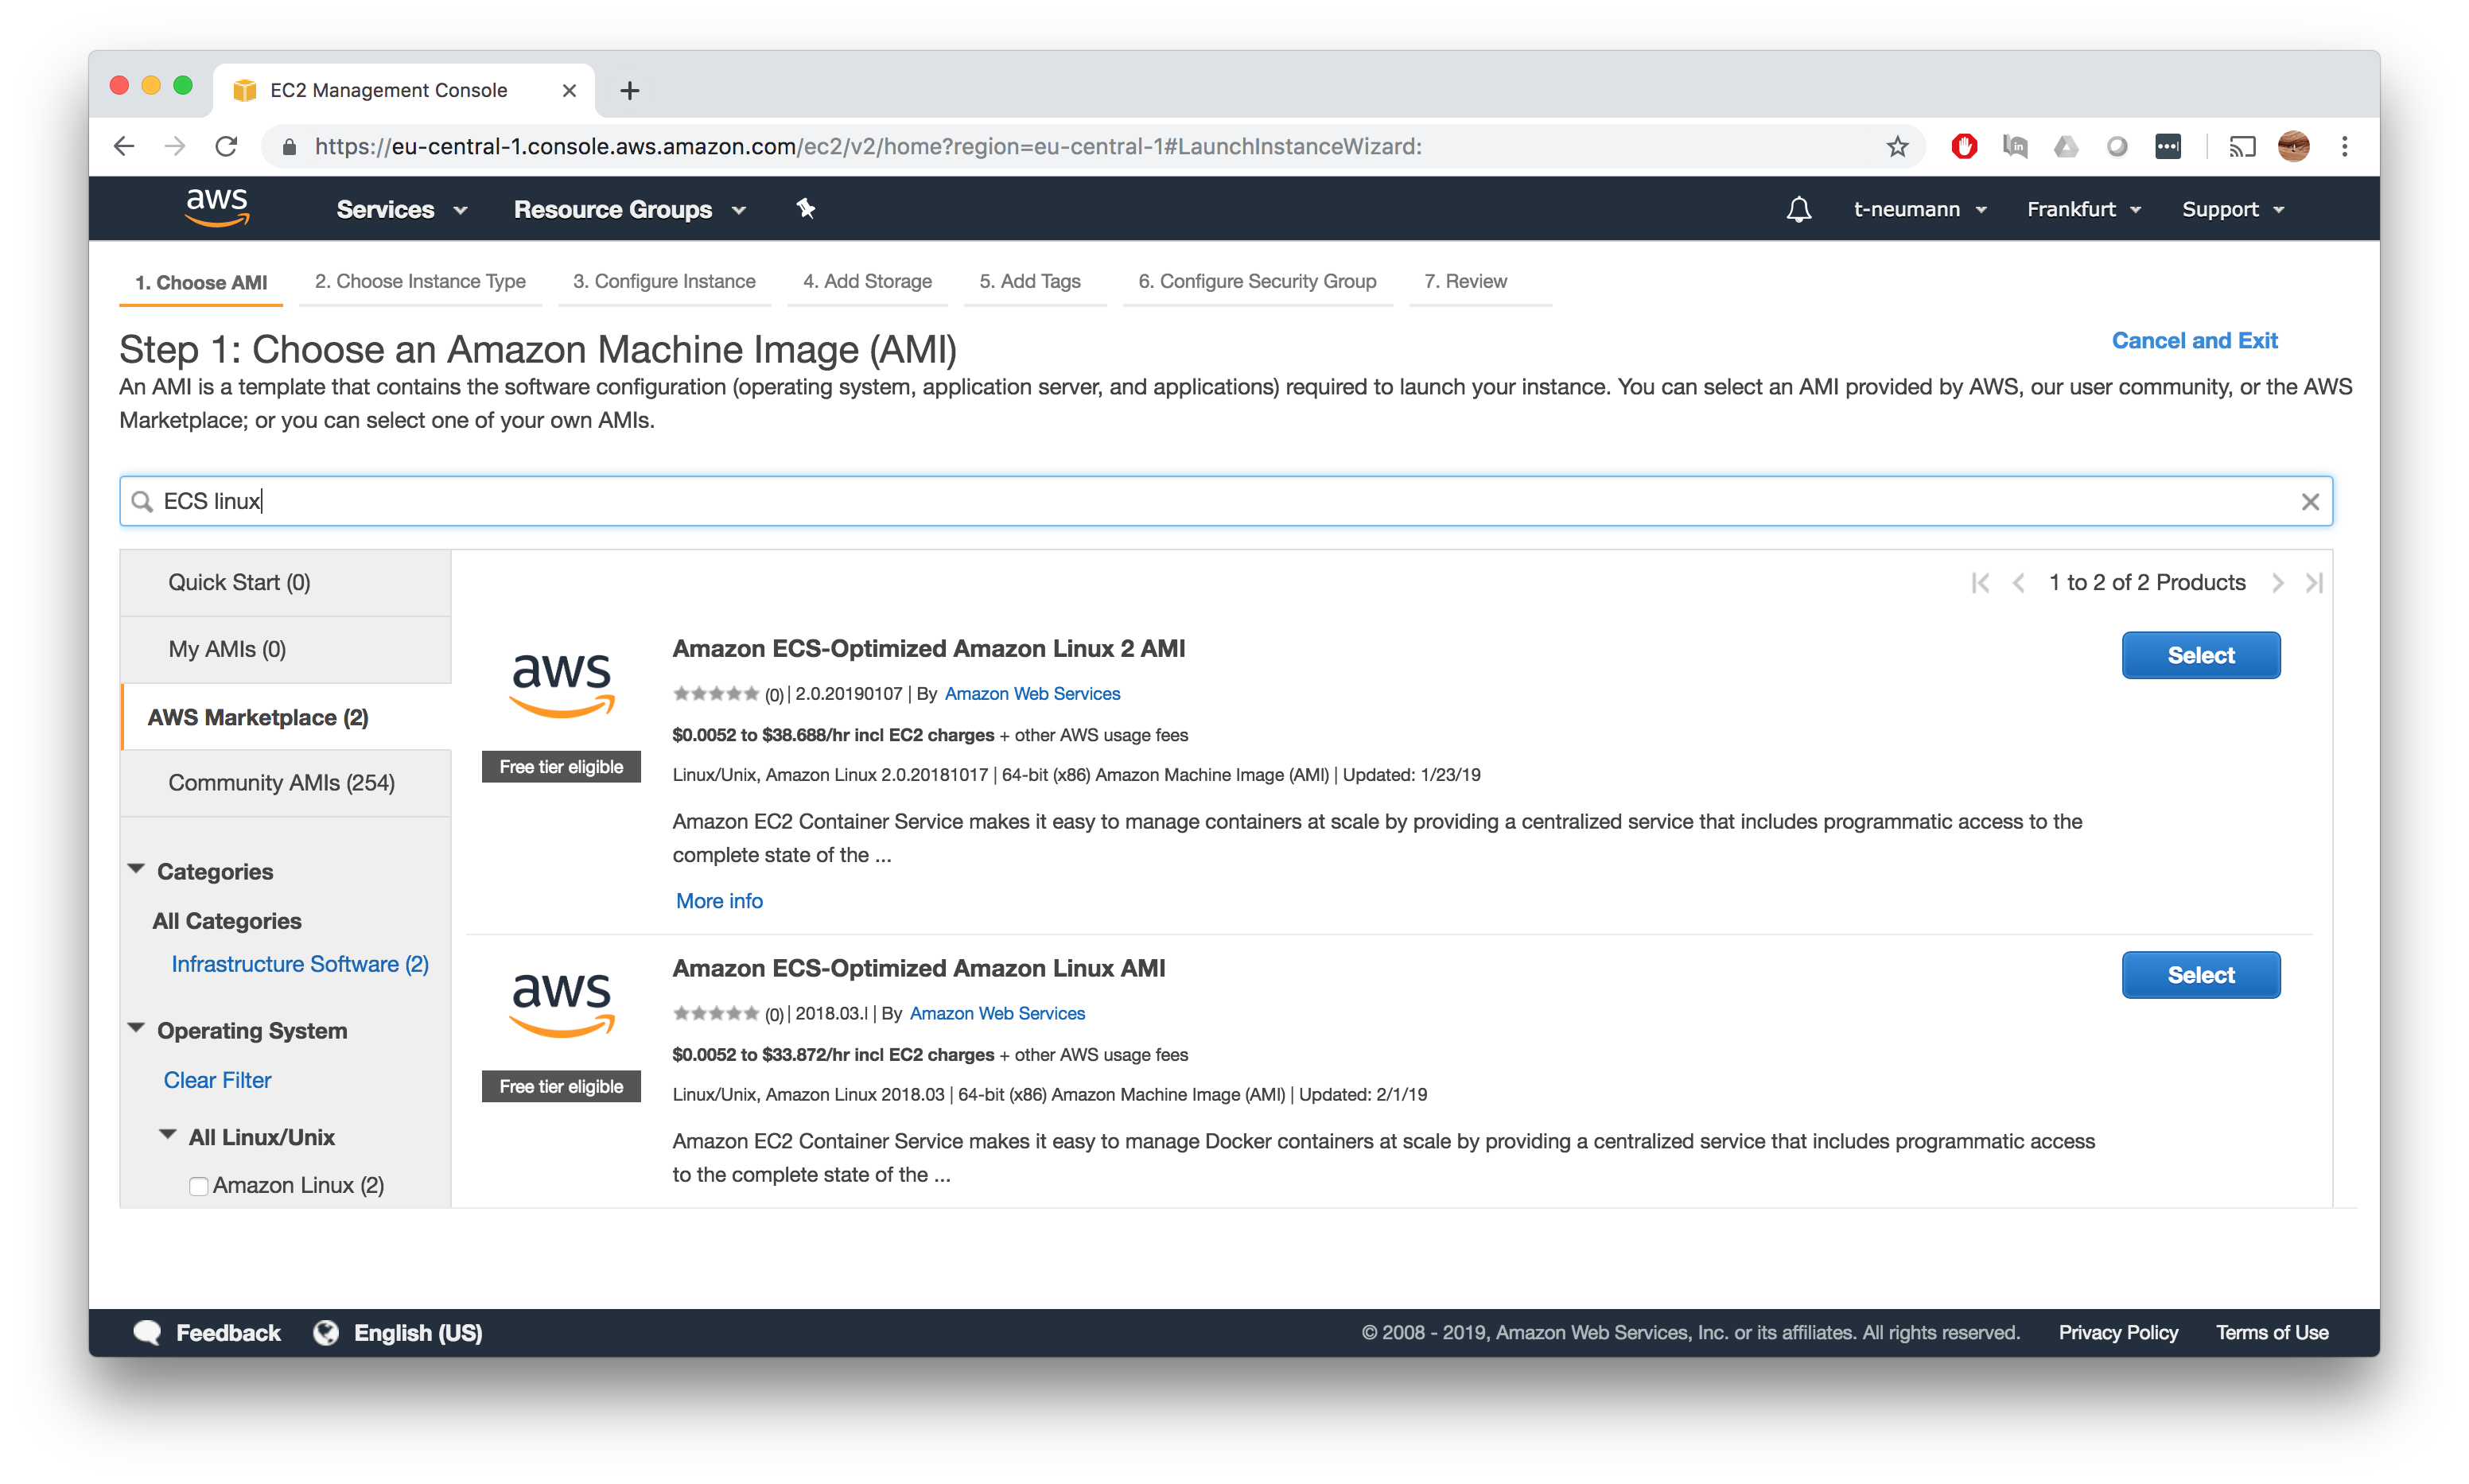 EC2 Management Console
https://eu-central-1.console.aws.amazon.com/ec2/v2/home?region=eu-central-1#LaunchInstanceWizard:
aws Services Resource Groups t-neumann Frankfurt Support
1. Choose AMI 2. Choose Instance Type 3. Configure Instance 4. Add Storage 5. Add Tags 6. Configure Security Group 7. Review
Step 1: Choose an Amazon Machine Image (AMI)
Cancel and Exit
An AMI is a template that contains the software configuration (operating system, application server, and applications) required to launch your instance. You can select an AMI provided by AWS, our user community, or the AWS
Marketplace; or you can select one of your own AMIs.
ECS linux
Quick Start (0)
My AMIs (0)
AWS Marketplace (2)
Community AMIs (254)
Categories
All Categories
Infrastructure Software (2)
Operating System
Clear Filter
All Linux/Unix
Amazon Linux (2)
1 to 2 of 2 Products
aws
Free tier eligible
Amazon ECS-Optimized Amazon Linux 2 AMI
Select
(0) | 2.0.20190107 | By Amazon Web Services
$0.0052 to $38.688/hr incl EC2 charges + other AWS usage fees
Linux/Unix, Amazon Linux 2.0.20181017 | 64-bit (x86) Amazon Machine Image (AMI) | Updated: 1/23/19
Amazon EC2 Container Service makes it easy to manage containers at scale by providing a centralized service that includes programmatic access to the
complete state of the ...
More info
aws
Free tier eligible
Amazon ECS-Optimized Amazon Linux AMI
Select
(0) | 2018.03.l | By Amazon Web Services
$0.0052 to $33.872/hr incl EC2 charges + other AWS usage fees
Linux/Unix, Amazon Linux 2018.03 | 64-bit (x86) Amazon Machine Image (AMI) | Updated: 2/1/19
Amazon EC2 Container Service makes it easy to manage Docker containers at scale by providing a centralized service that includes programmatic access
to the complete state of the ...
Feedback English (US) © 2008 - 2019, Amazon Web Services, Inc. or its affiliates. All rights reserved. Privacy Policy Terms of Use